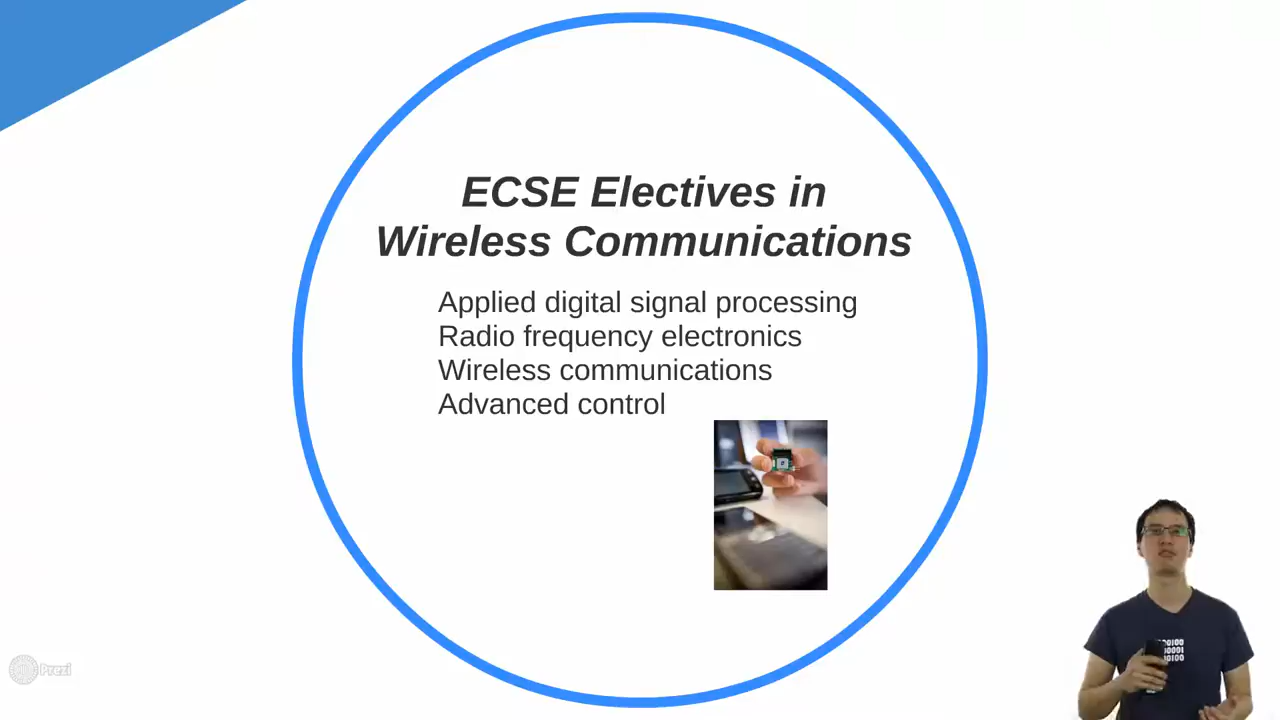 ECSE Electives in
Wireless Communications
Applied digital signal processing
Radio frequency electronics
Wireless communications
Advanced control
Prezi